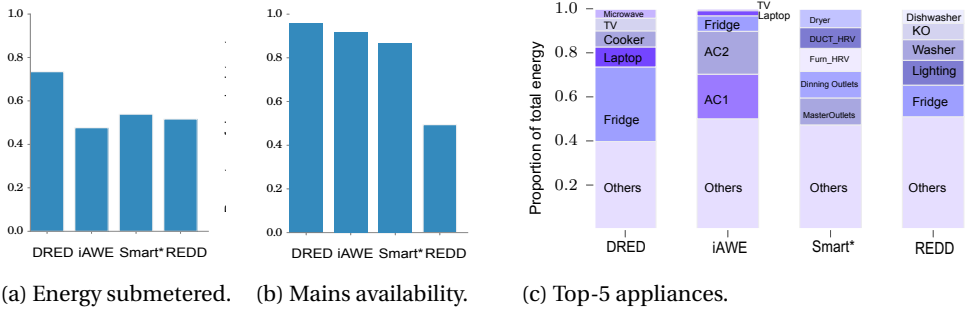 1.0
0.8
0.6
0.4
0.2
0.0
DRED iAWE Smart* REDD
(a) Energy submetered.
1.0
0.8
0.6
0.4
0.2
0.0
DRED iAWE Smart* REDD
(b) Mains availability.
Proportion of total energy
1.0
0.8
0.6
0.4
0.2
Microwave
TV
Cooker
Laptop
Fridge
Others
DRED
TV
Laptop
Fridge
AC2
AC1
Others
iAWE
Dryer
DUCT_HRV
Furn_HRV
Dinning Outlets
MasterOutlets
Others
Smart*
Dishwasher
KO
Washer
Lighting
Fridge
Others
REDD
(c) Top-5 appliances.